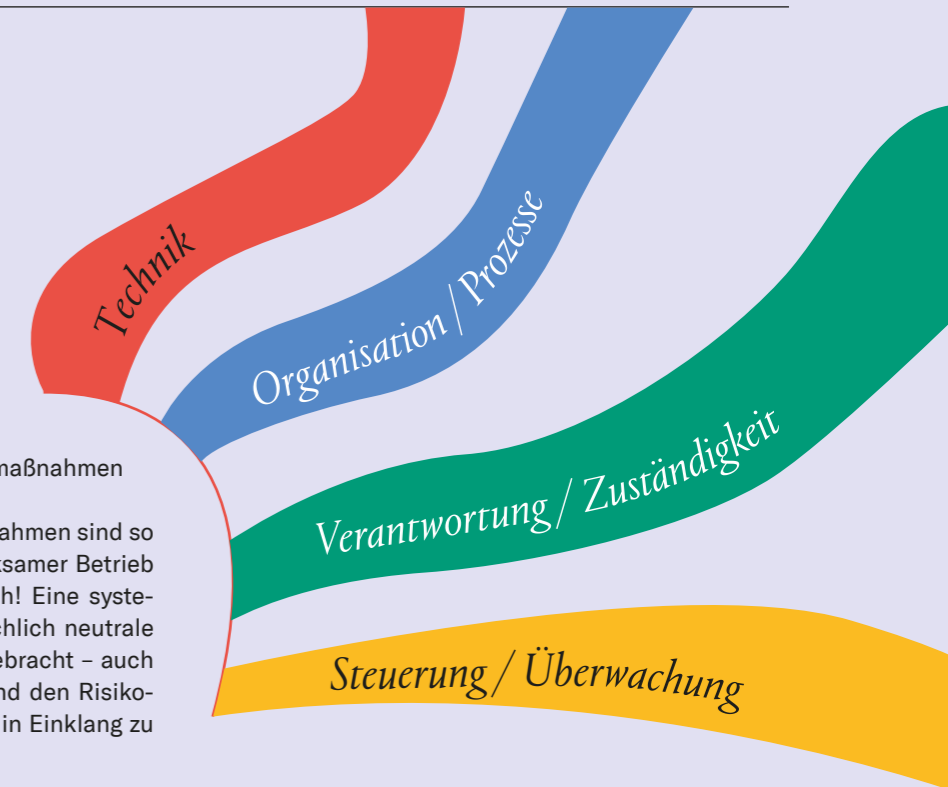 Technik
Organisation / Prozesse
Verantwortung / Zuständigkeit
Steuerung / Überwachung
maßnahmen
ahmen sind so
ksamer Betrieb
h! Eine syste-
chlich neutrale
ebracht – auch
nd den Risiko-
in Einklang zu